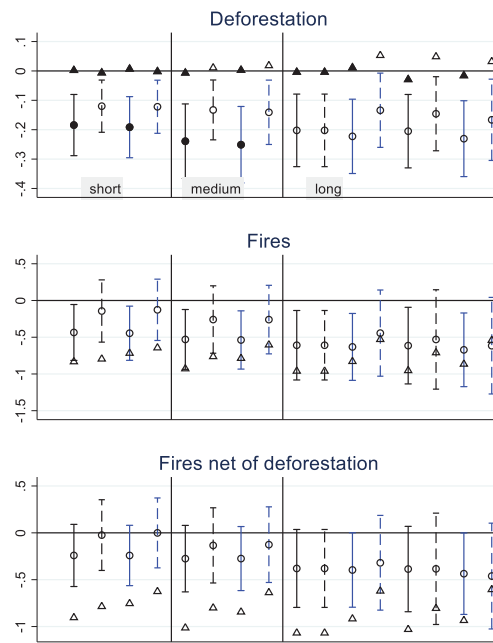 Deforestation
.1
0
-.1
-.2
-.3
-.4
short
medium
long
Fires
.5
0
-.5
-1
-1.5
Fires net of deforestation
.5
0
-.5
-1